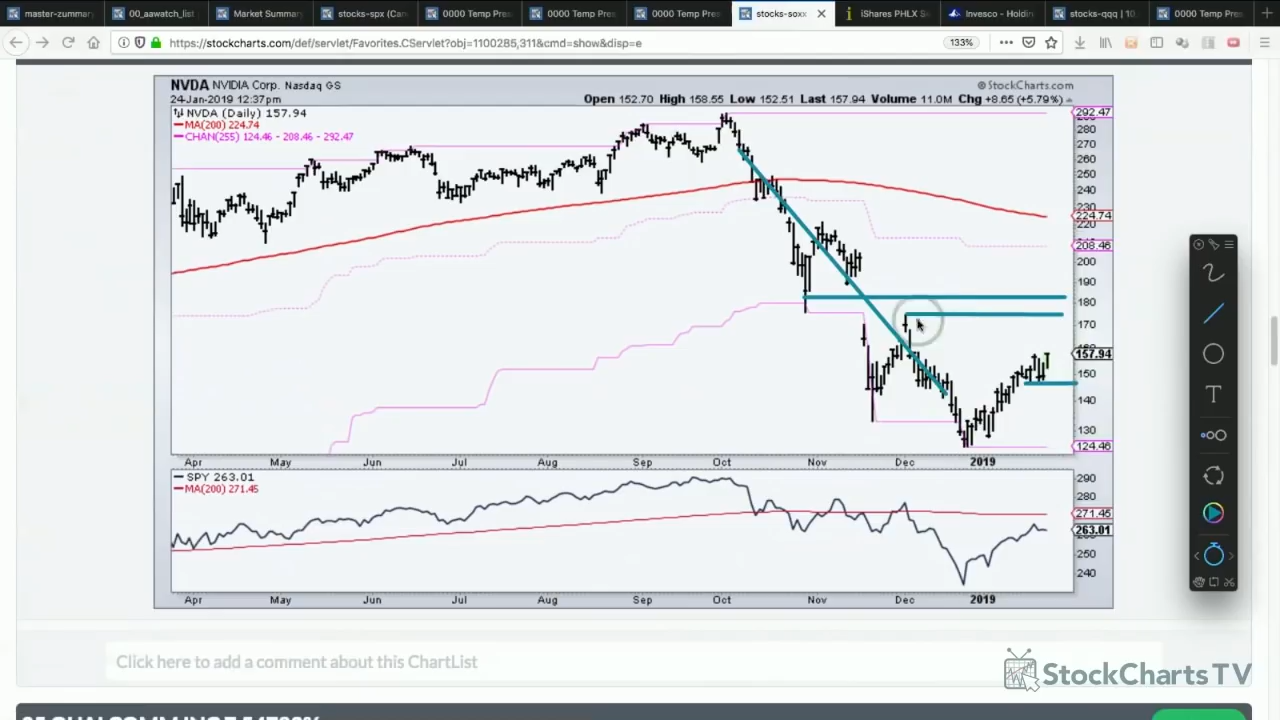 master-zummary
00_aawatch_list
Market Summary
stocks-spx (Can
0000 Temp Pres
0000 Temp Pres
0000 Temp Pres
stocks-soxx
iShares PHLX S
Invesco - Holdin
stocks-qqq | 10
0000 Temp Pres
https://stockcharts.com/def/servlet/Favorites.CServlet?obj=1100285,311&cmd=show&disp=e
133%
NVDA NVIDIA Corp. Nasdaq GS
© StockCharts.com
24-Jan-2019 12:37pm
Open 152.70 High 158.55 Low 152.51 Last 157.94 Volume 11.0M Chg +8.65 (+5.79%)
NVDA (Daily) 157.94
MA(200) 224.74
CHAN(255) 124.46 - 208.46 - 292.47
292.47
280
270
260
250
240
230
224.74
220
208.46
200
190
180
170
157.94
150
140
130
124.46
Apr May Jun Jul Aug Sep Oct Nov Dec 2019
SPY 263.01
MA(200) 271.45
290
280
271.45
263.01
250
240
Apr May Jun Jul Aug Sep Oct Nov Dec 2019
T
Click here to add a comment about this ChartList
StockChartsTV